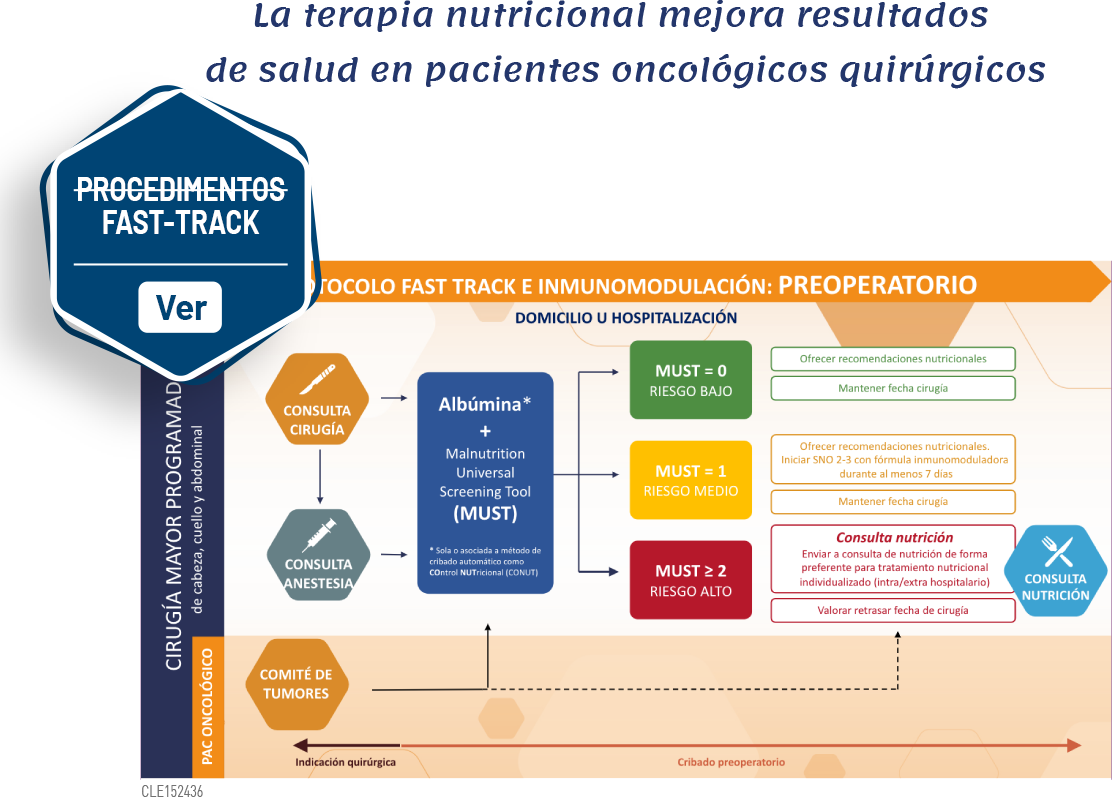 La terapia nutricional mejora resultados
de salud en pacientes oncológicos quirúrgicos
PROCEDIMENTOS
FAST-TRACK
Ver
TOCOLO FAST TRACK E INMUNOMODULACIÓN: PREOPERATORIO
DOMICILIO U HOSPITALIZACIÓN
CIRUGÍA MAYOR PROGRAMAD
de cabeza, cuello y abdominal
CONSULTA
CIRUGÍA
CONSULTA
ANESTESIA
Albúmina*
+
Malnutrition
Universal
Screening Tool
(MUST)
* Sola o asociada a método de
cribado automático como
COntrol NUTricional (CONUT)
MUST = 0
RIESGO BAJO
Ofrecer recomendaciones nutricionales
Mantener fecha cirugía
MUST = 1
RIESGO MEDIO
Ofrecer recomendaciones nutricionales.
Iniciar SNO 2-3 con fórmula inmunomoduladora
durante al menos 7 días
Mantener fecha cirugía
MUST ≥ 2
RIESGO ALTO
Consulta nutrición
Enviar a consulta de nutrición de forma
preferente para tratamiento nutricional
individualizado (intra/extra hospitalario)
Valorar retrasar fecha de cirugía
CONSULTA
NUTRICIÓN
PAC ONCOLÓGICO
COMITÉ DE
TUMORES
Indicación quirúrgica
Cribado preoperatorio
CLE152436